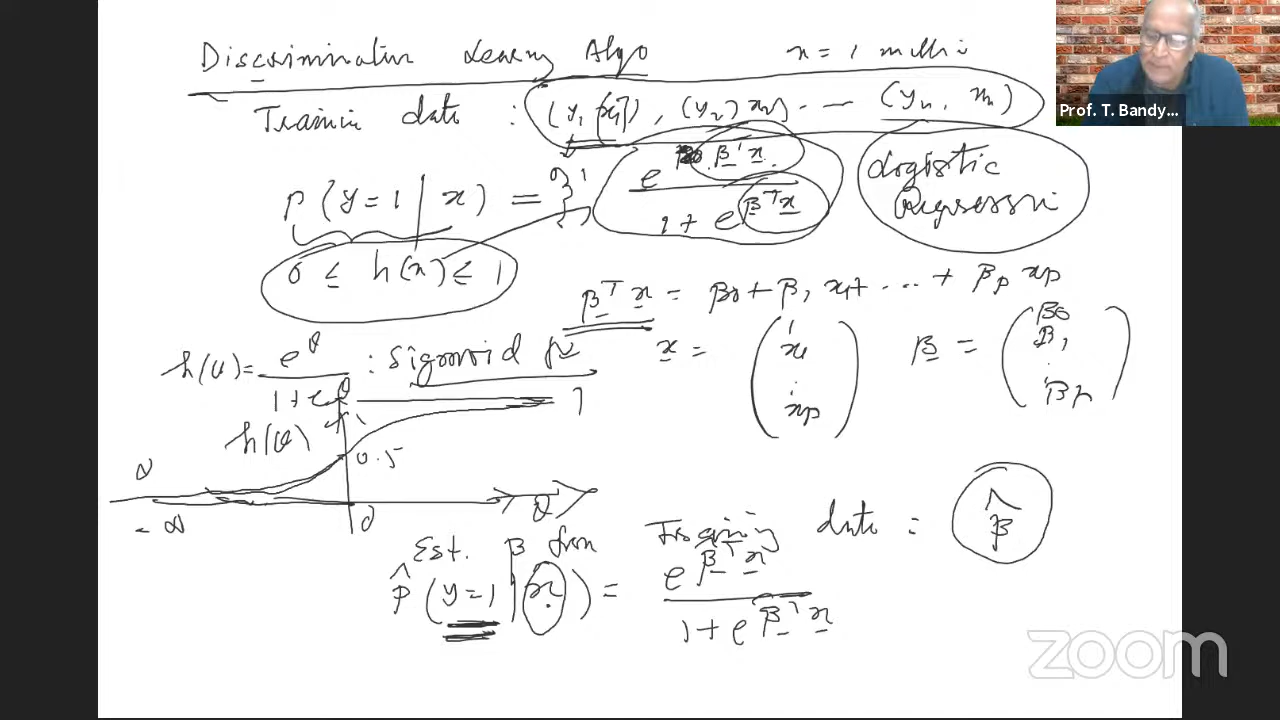 Discriminative Learning Algo n = 1 milli
Training data : (y₁, x₁), (y₂, x₂) ... (yₙ, xₙ)
P(y=1 | x) = e^{β^T x} / 1 + e^{β^T x}
Logistic Regression
0 ≤ h(x) ≤ 1
β^T x = β₀ + β₁ x₁ + ... + βₚ xₚ
h(θ) = e^θ / 1 + e^θ : Sigmoid fn
x = (1 x₁ . xₚ)
β = (β₀ β₁ . βₚ)
1
h(θ) ↑
0.5
- ∞
0
θ
Est. β from Training data : β̂
P̂(y=1 | x) = e^{β̂^T x} / 1 + e^{β̂^T x}
Prof. T. Bandy...
zoom